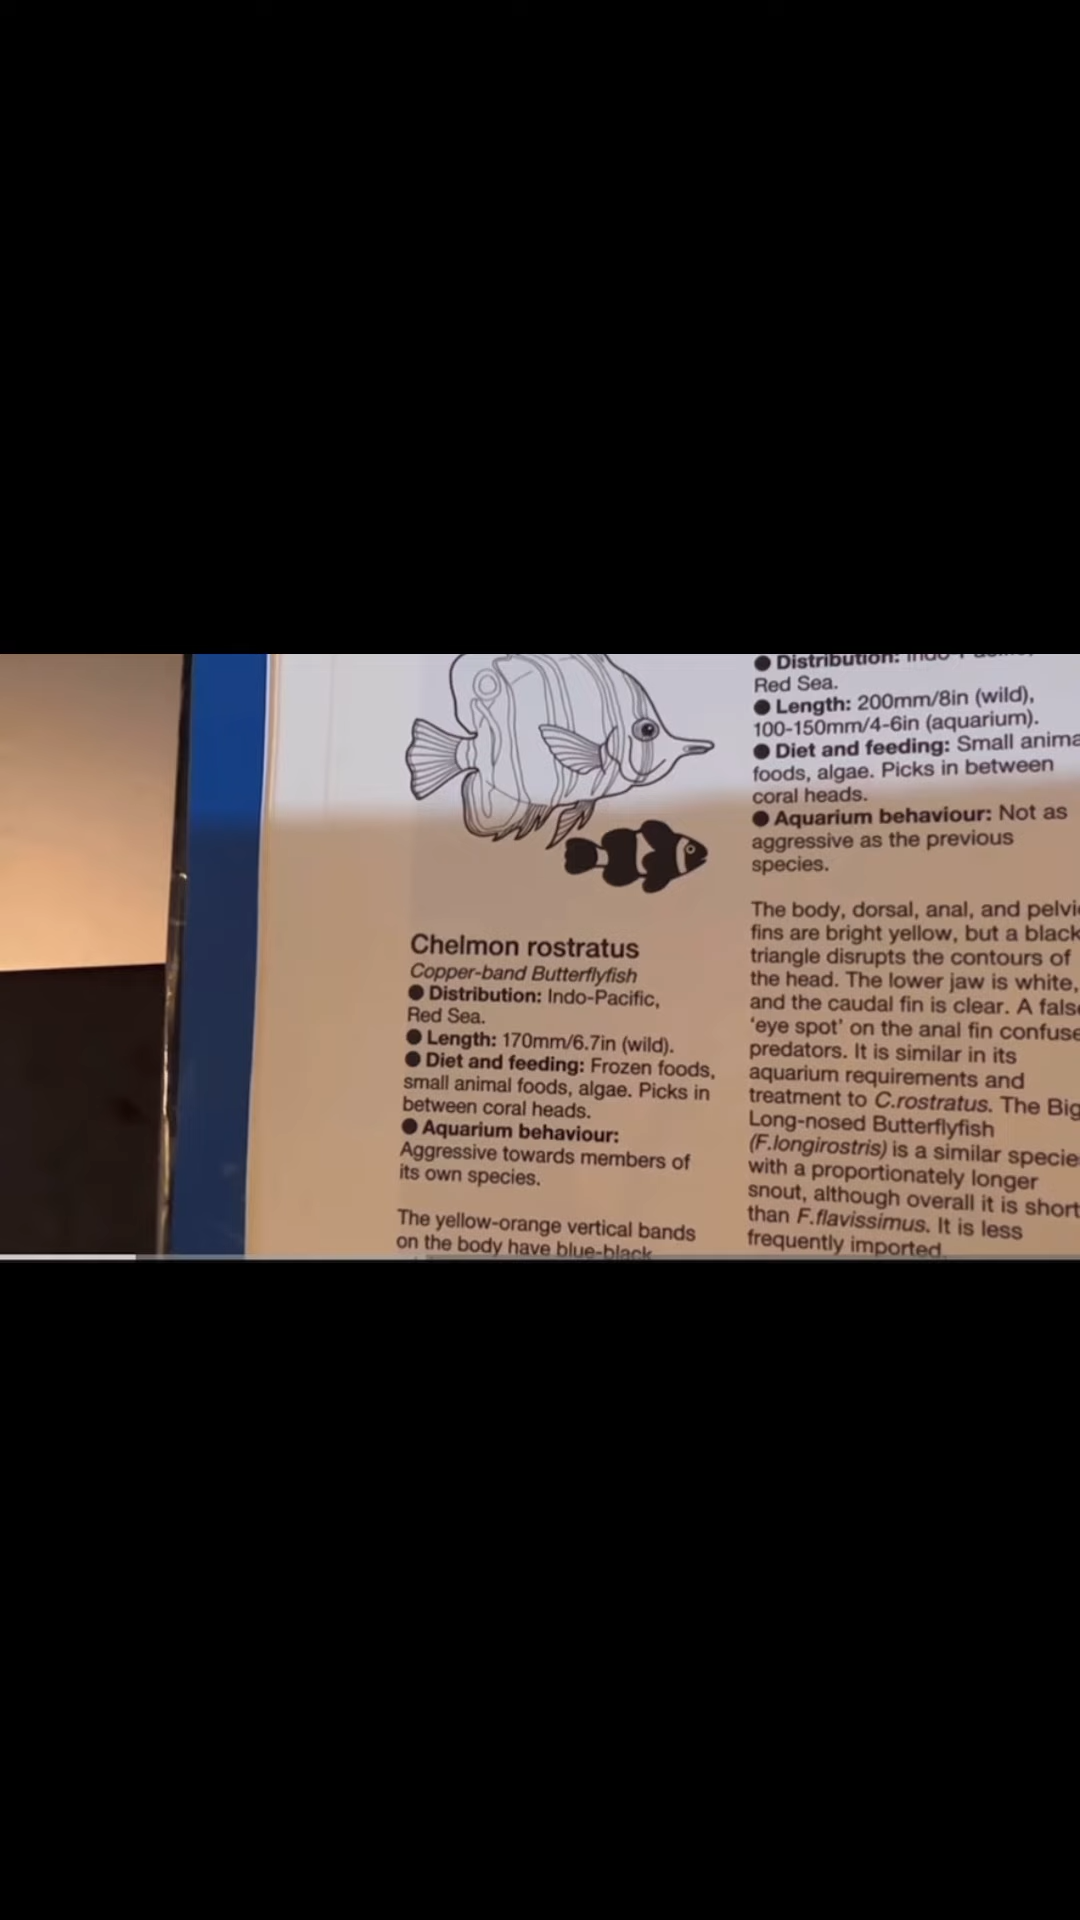 Chelmon rostratus
Copper-band Butterflyfish
● Distribution: Indo-Pacific,
Red Sea.
● Length: 170mm/6.7in (wild).
● Diet and feeding: Frozen foods,
small animal foods, algae. Picks in
between coral heads.
● Aquarium behaviour:
Aggressive towards members of
its own species.
The yellow-orange vertical bands
on the body have blue-black
● Distribution:
Red Sea.
● Length: 200mm/8in (wild),
100-150mm/4-6in (aquarium).
● Diet and feeding: Small anima
foods, algae. Picks in between
coral heads.
● Aquarium behaviour: Not as
aggressive as the previous
species.
The body, dorsal, anal, and pelvi
fins are bright yellow, but a black
triangle disrupts the contours of
the head. The lower jaw is white,
and the caudal fin is clear. A fals
'eye spot' on the anal fin confuse
predators. It is similar in its
aquarium requirements and
treatment to C.rostratus. The Big
Long-nosed Butterflyfish
(F.longirostris) is a similar specie
with a proportionately longer
snout, although overall it is short
than F.flavissimus. It is less
frequently imported.